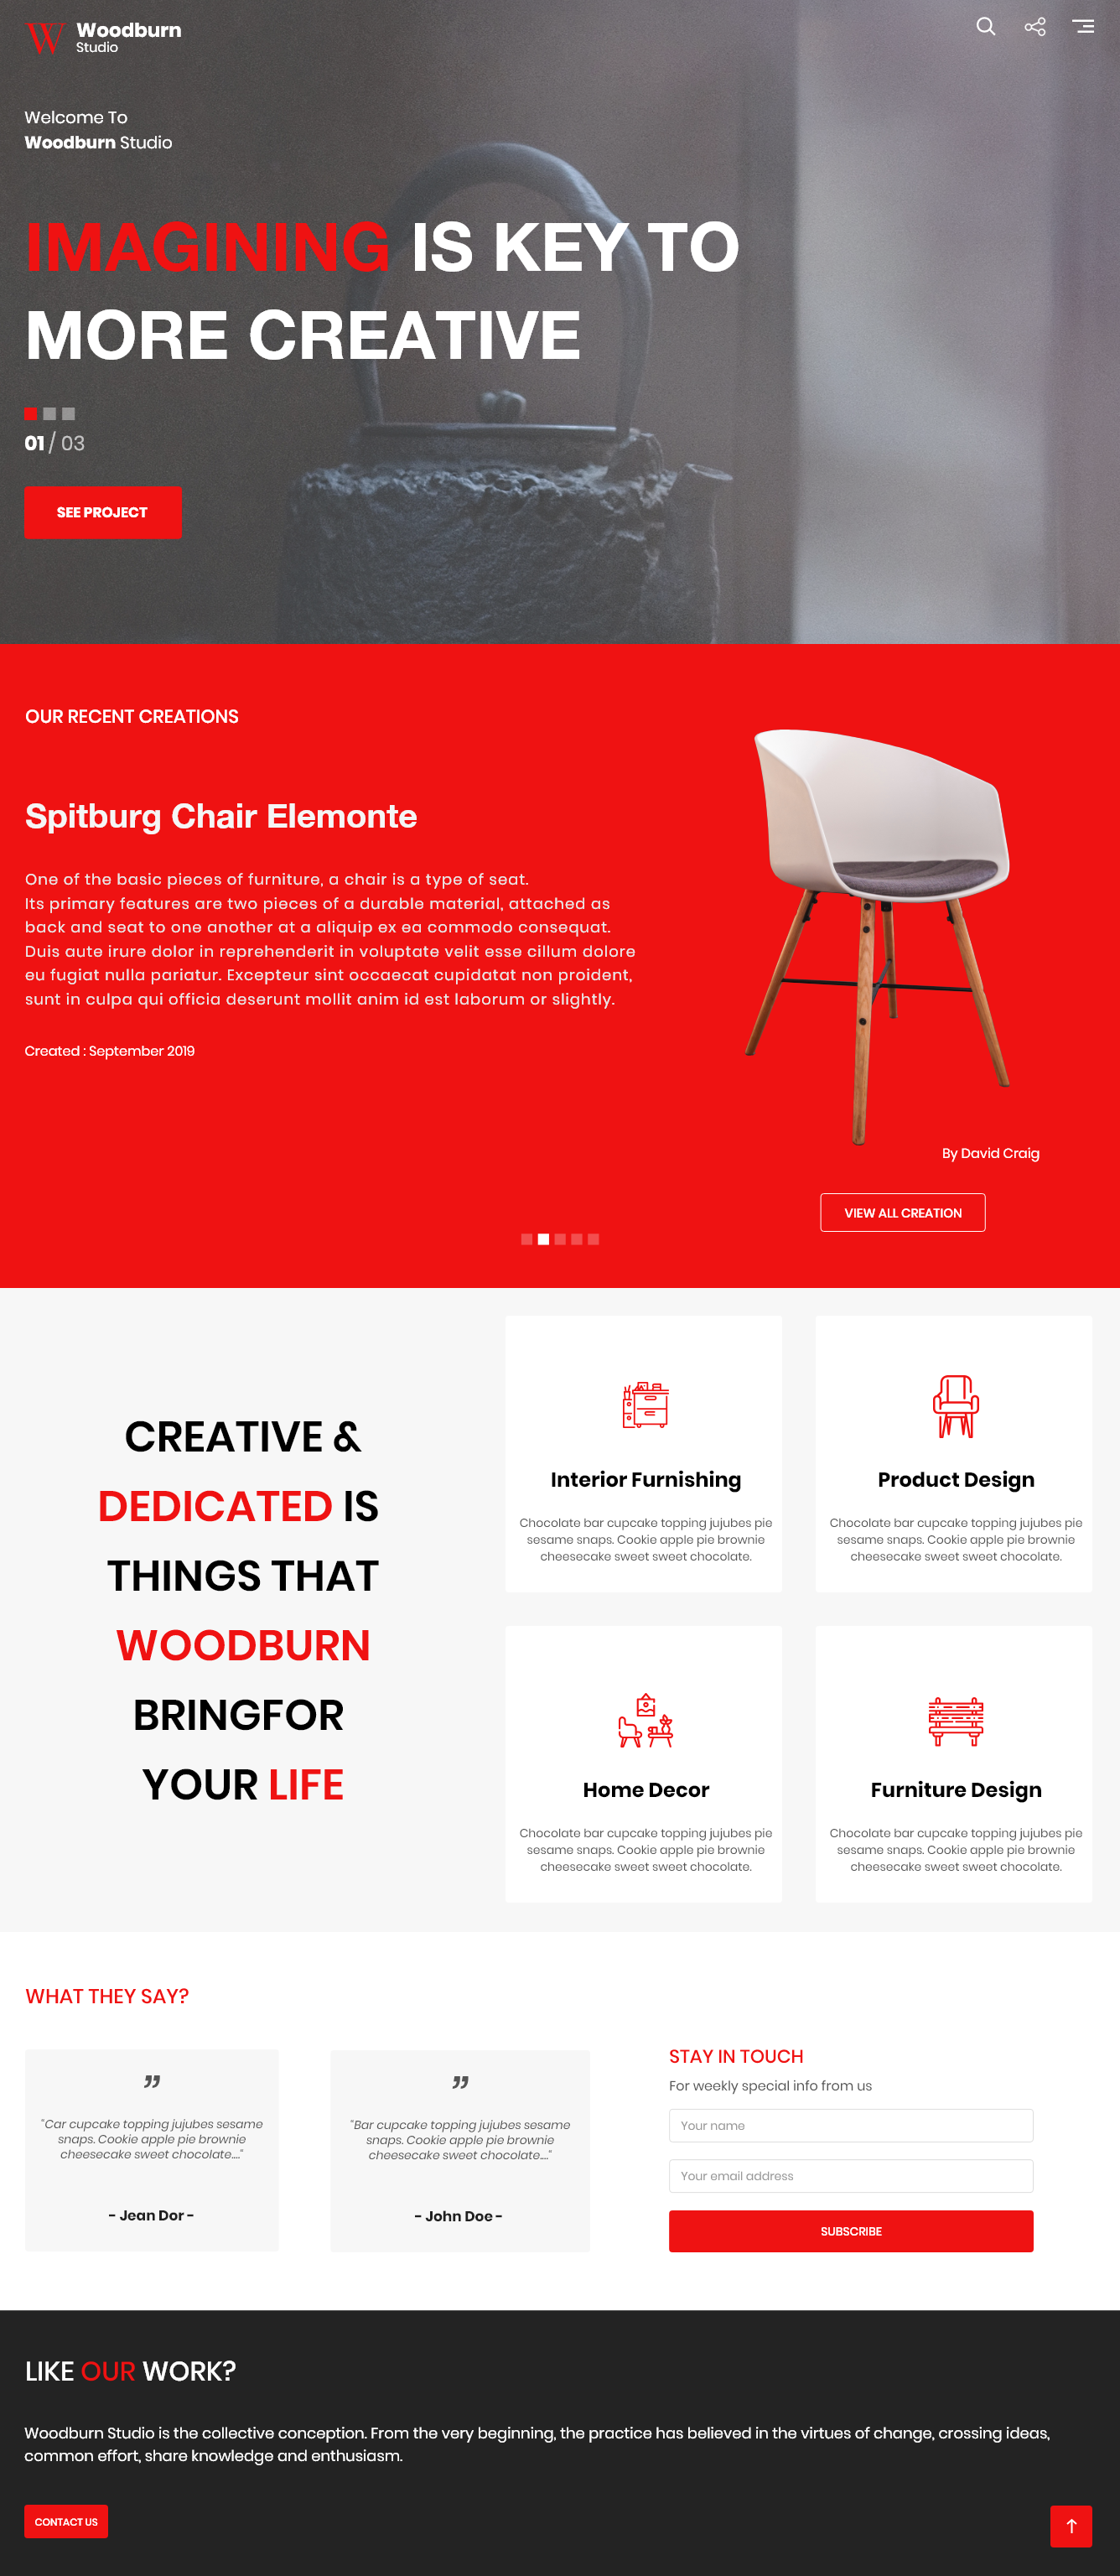 W
Woodburn
Studio
Welcome To
Woodburn Studio
IMAGINING IS KEY TO
MORE CREATIVE
01 / 03
SEE PROJECT
OUR RECENT CREATIONS
Spitburg Chair Elemonte
One of the basic pieces of furniture, a chair is a type of seat.
Its primary features are two pieces of a durable material, attached as
back and seat to one another at a aliquip ex ea commodo consequat.
Duis aute irure dolor in reprehenderit in voluptate velit esse cillum dolore
eu fugiat nulla pariatur. Excepteur sint occaecat cupidatat non proident,
sunt in culpa qui officia deserunt mollit anim id est laborum or slightly.
Created : September 2019
By David Craig
VIEW ALL CREATION
CREATIVE &
DEDICATED IS
THINGS THAT
WOODBURN
BRINGFOR
YOUR LIFE
Interior Furnishing
Chocolate bar cupcake topping jujubes pie
sesame snaps. Cookie apple pie brownie
cheesecake sweet sweet chocolate.
Product Design
Chocolate bar cupcake topping jujubes pie
sesame snaps. Cookie apple pie brownie
cheesecake sweet sweet chocolate.
Home Decor
Chocolate bar cupcake topping jujubes pie
sesame snaps. Cookie apple pie brownie
cheesecake sweet sweet chocolate.
Furniture Design
Chocolate bar cupcake topping jujubes pie
sesame snaps. Cookie apple pie brownie
cheesecake sweet sweet chocolate.
WHAT THEY SAY?
”
"Car cupcake topping jujubes sesame
snaps. Cookie apple pie brownie
cheesecake sweet chocolate...."
- Jean Dor -
”
"Bar cupcake topping jujubes sesame
snaps. Cookie apple pie brownie
cheesecake sweet chocolate...."
- John Doe -
STAY IN TOUCH
For weekly special info from us
Your name
Your email address
SUBSCRIBE
LIKE OUR WORK?
Woodburn Studio is the collective conception. From the very beginning, the practice has believed in the virtues of change, crossing ideas,
common effort, share knowledge and enthusiasm.
CONTACT US